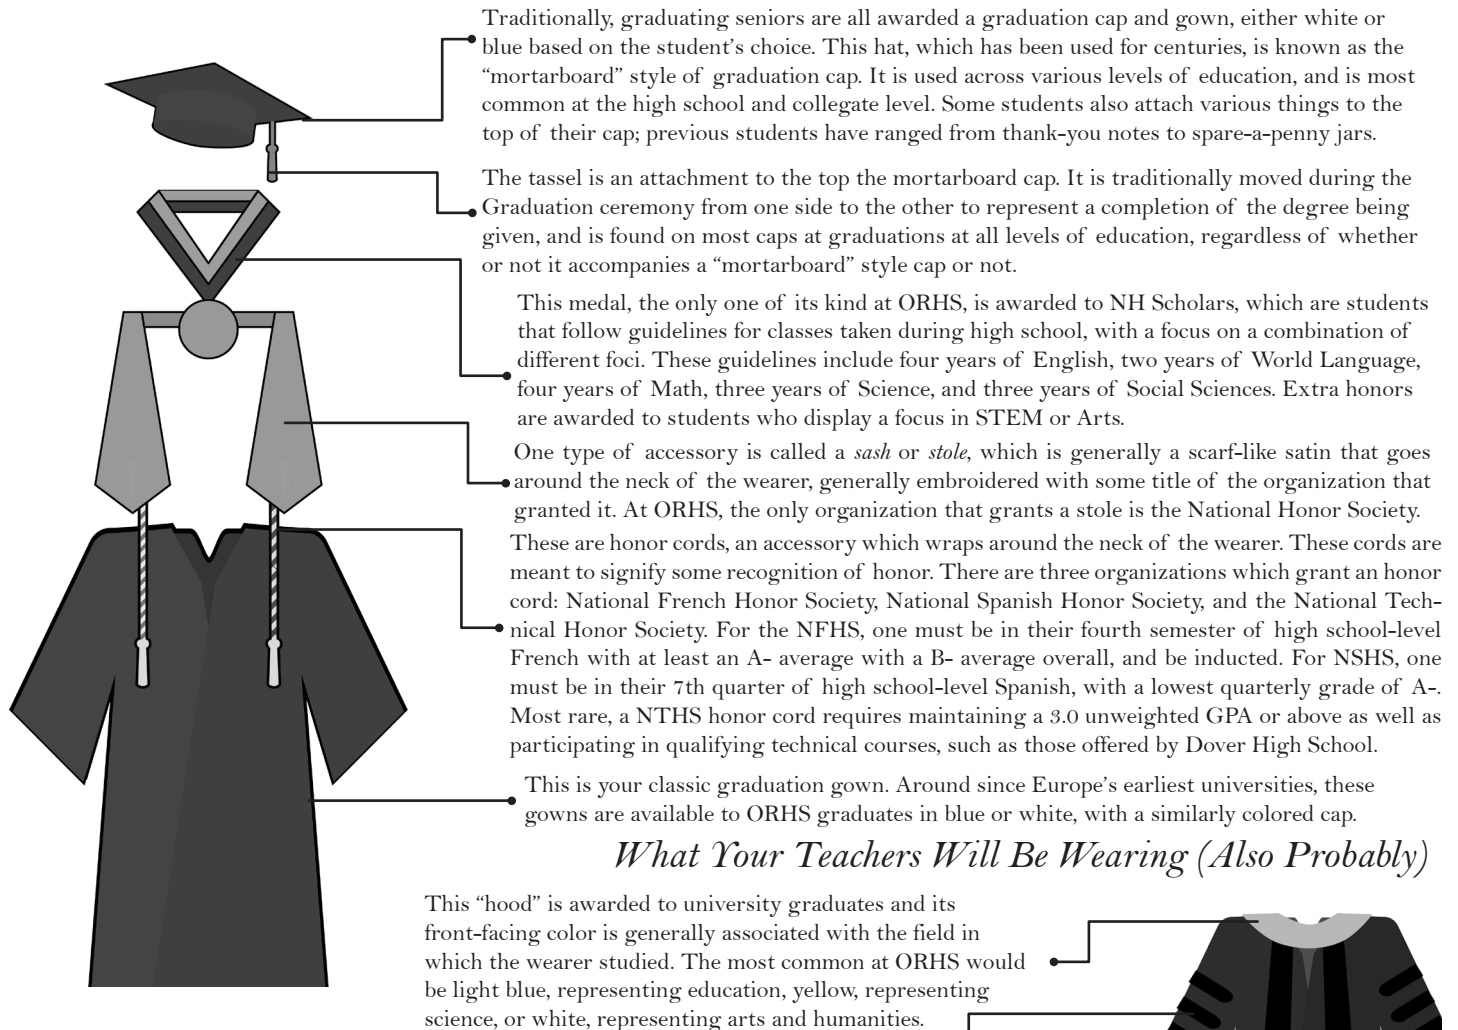 Traditionally, graduating seniors are all awarded a graduation cap and gown, either white or
blue based on the student's choice. This hat, which has been used for centuries, is known as the
“mortarboard” style of graduation cap. It is used across various levels of education, and is most
common at the high school and collegate level. Some students also attach various things to the
top of their cap; previous students have ranged from thank-you notes to spare-a-penny jars.
The tassel is an attachment to the top the mortarboard cap. It is traditionally moved during the
Graduation ceremony from one side to the other to represent a completion of the degree being
given, and is found on most caps at graduations at all levels of education, regardless of whether
or not it accompanies a “mortarboard” style cap or not.
This medal, the only one of its kind at ORHS, is awarded to NH Scholars, which are students
that follow guidelines for classes taken during high school, with a focus on a combination of
different foci. These guidelines include four years of English, two years of World Language,
four years of Math, three years of Science, and three years of Social Sciences. Extra honors
are awarded to students who display a focus in STEM or Arts.
One type of accessory is called a sash or stole, which is generally a scarf-like satin that goes
around the neck of the wearer, generally embroidered with some title of the organization that
granted it. At ORHS, the only organization that grants a stole is the National Honor Society.
These are honor cords, an accessory which wraps around the neck of the wearer. These cords are
meant to signify some recognition of honor. There are three organizations which grant an honor
cord: National French Honor Society, National Spanish Honor Society, and the National Tech-
nical Honor Society. For the NFHS, one must be in their fourth semester of high school-level
French with at least an A- average with a B- average overall, and be inducted. For NSHS, one
must be in their 7th quarter of high school-level Spanish, with a lowest quarterly grade of A-.
Most rare, a NTHS honor cord requires maintaining a 3.0 unweighted GPA or above as well as
participating in qualifying technical courses, such as those offered by Dover High School.
This is your classic graduation gown. Around since Europe's earliest universities, these
gowns are available to ORHS graduates in blue or white, with a similarly colored cap.
What Your Teachers Will Be Wearing (Also Probably)
This “hood” is awarded to university graduates and its
front-facing color is generally associated with the field in
which the wearer studied. The most common at ORHS would
be light blue, representing education, yellow, representing
science, or white, representing arts and humanities.